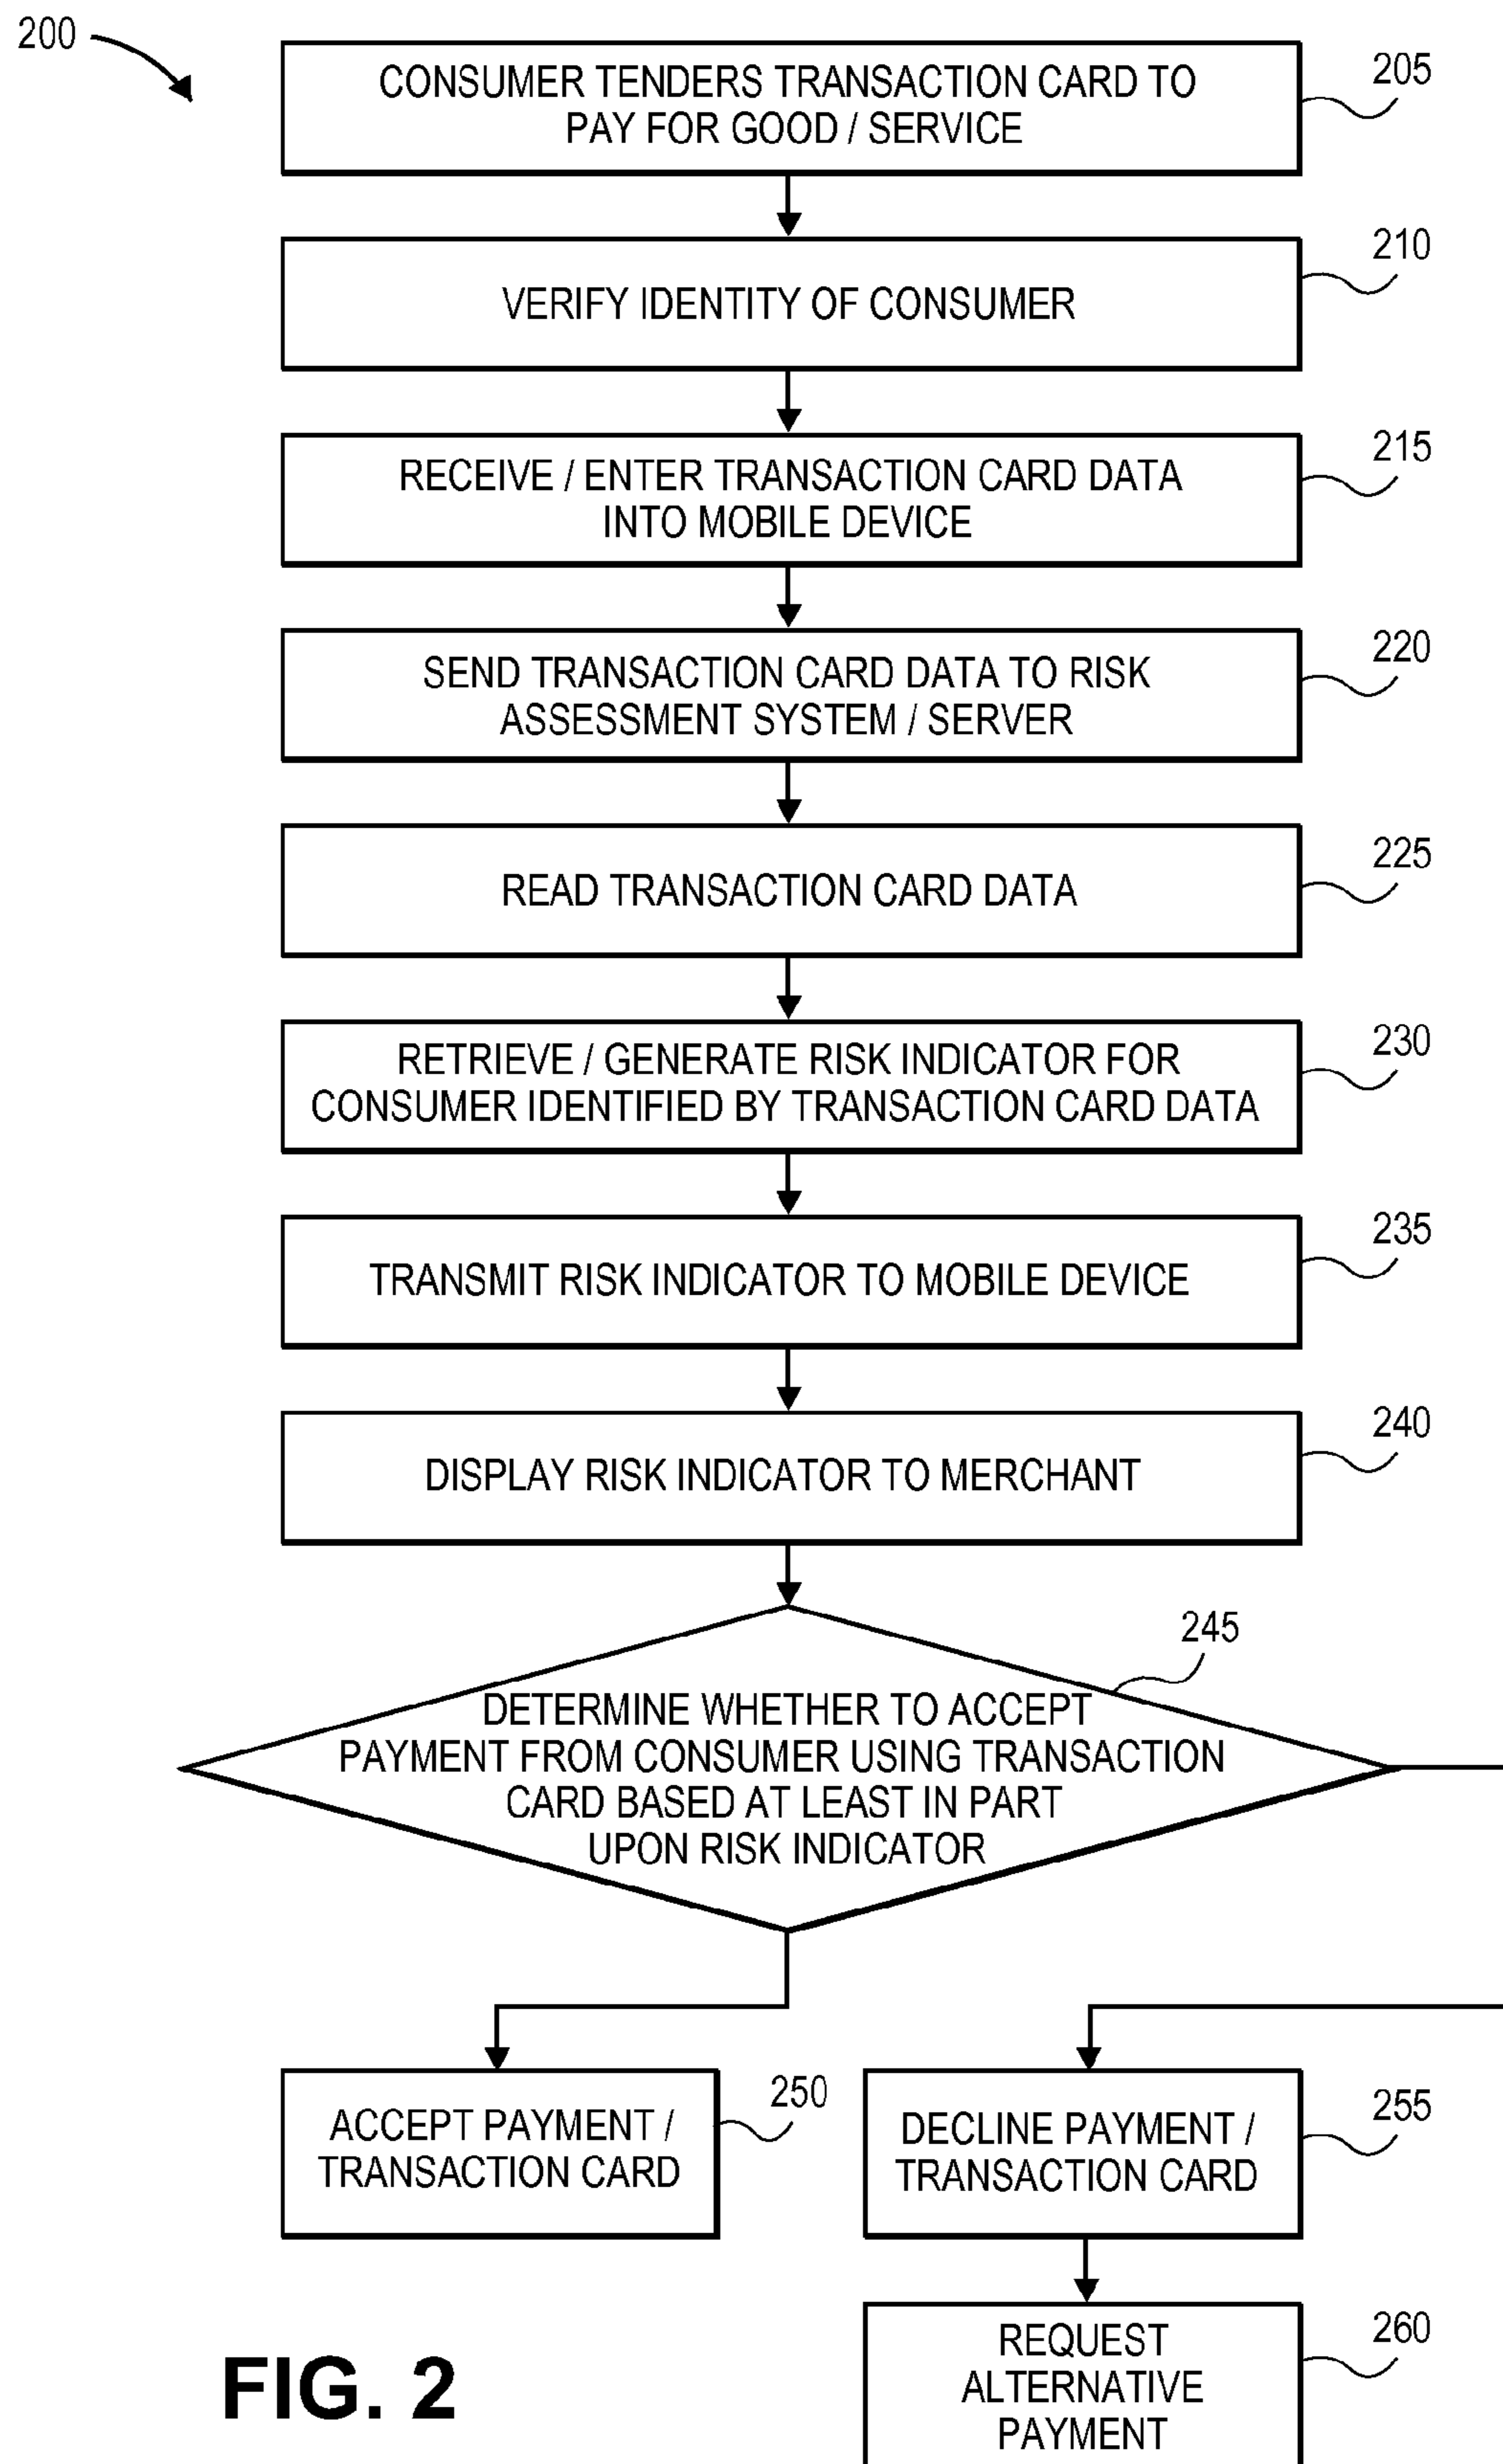 200
CONSUMER TENDERS TRANSACTION CARD TO
PAY FOR GOOD / SERVICE
205
VERIFY IDENTITY OF CONSUMER
210
RECEIVE / ENTER TRANSACTION CARD DATA
INTO MOBILE DEVICE
215
SEND TRANSACTION CARD DATA TO RISK
ASSESSMENT SYSTEM / SERVER
220
READ TRANSACTION CARD DATA
225
RETRIEVE / GENERATE RISK INDICATOR FOR
CONSUMER IDENTIFIED BY TRANSACTION CARD DATA
230
TRANSMIT RISK INDICATOR TO MOBILE DEVICE
235
DISPLAY RISK INDICATOR TO MERCHANT
240
245
DETERMINE WHETHER TO ACCEPT
PAYMENT FROM CONSUMER USING TRANSACTION
CARD BASED AT LEAST IN PART
UPON RISK INDICATOR
ACCEPT PAYMENT /
TRANSACTION CARD
250
DECLINE PAYMENT /
TRANSACTION CARD
255
REQUEST
ALTERNATIVE
PAYMENT
260
FIG. 2